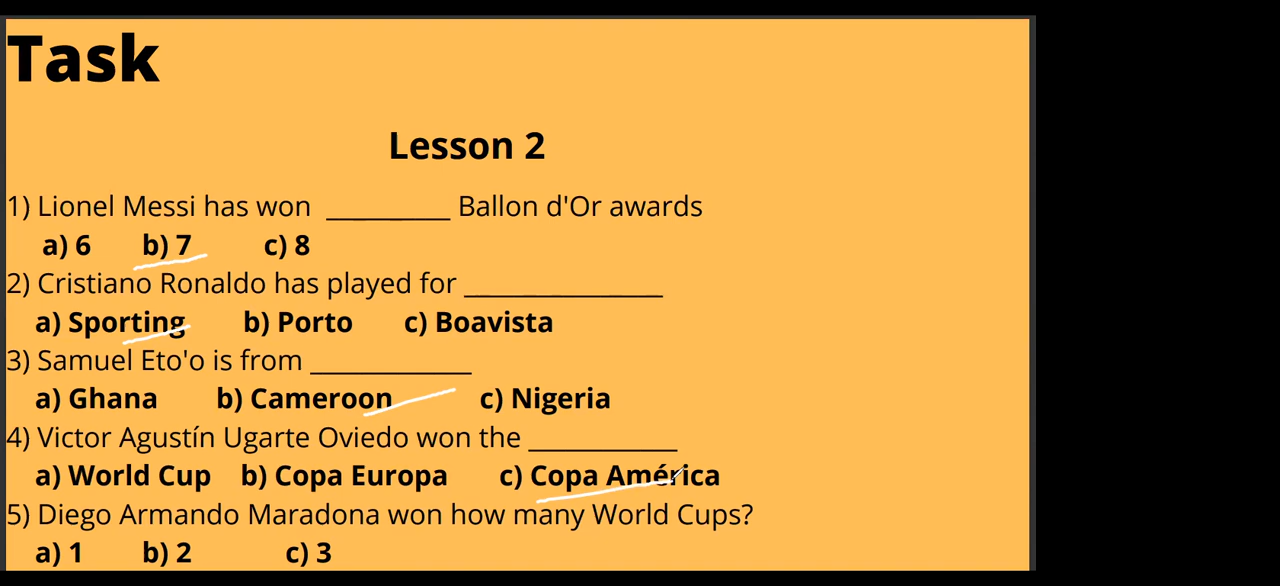 Task
Lesson 2
1) Lionel Messi has won __________ Ballon d'Or awards
a) 6 b) 7 c) 8
2) Cristiano Ronaldo has played for ________________
a) Sporting b) Porto c) Boavista
3) Samuel Eto'o is from _____________
a) Ghana b) Cameroon c) Nigeria
4) Victor Agustín Ugarte Oviedo won the ____________
a) World Cup b) Copa Europa c) Copa América
5) Diego Armando Maradona won how many World Cups?
a) 1 b) 2 c) 3